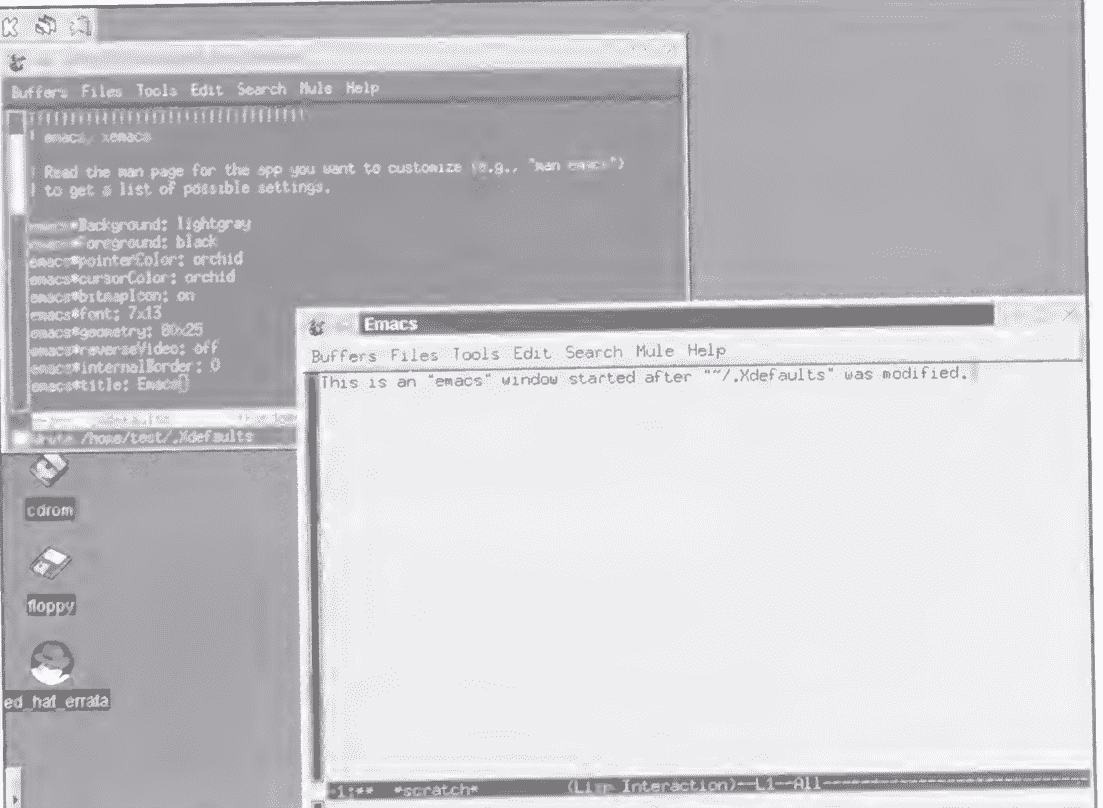 Buffers Files Tools Edit Search Mule Help
!!!!!!!!!!!!!!!!!!!!!!!!!!!!!!!!!!!!
! emacs, xemacs
! Read the man page for the app you want to customize (e.g., "man emacs")
! to get a list of possible settings.
emacs*Background: lightgray
emacs*Foreground: black
emacs*pointerColor: orchid
emacs*cursorColor: orchid
emacs*bitmapIcon: on
emacs*font: 7x13
emacs*geometry: 80x25
emacs*reverseVideo: off
emacs*internalBorder: 0
emacs*title: Emacs
Wrote /home/test/.Xdefaults
cdrom
floppy
ed_hat_errata
Emacs
Buffers Files Tools Edit Search Mule Help
This is an "emacs" window started after "~/.Xdefaults" was modified.
-1:** *scratch* (Lisp Interaction)--L1--All